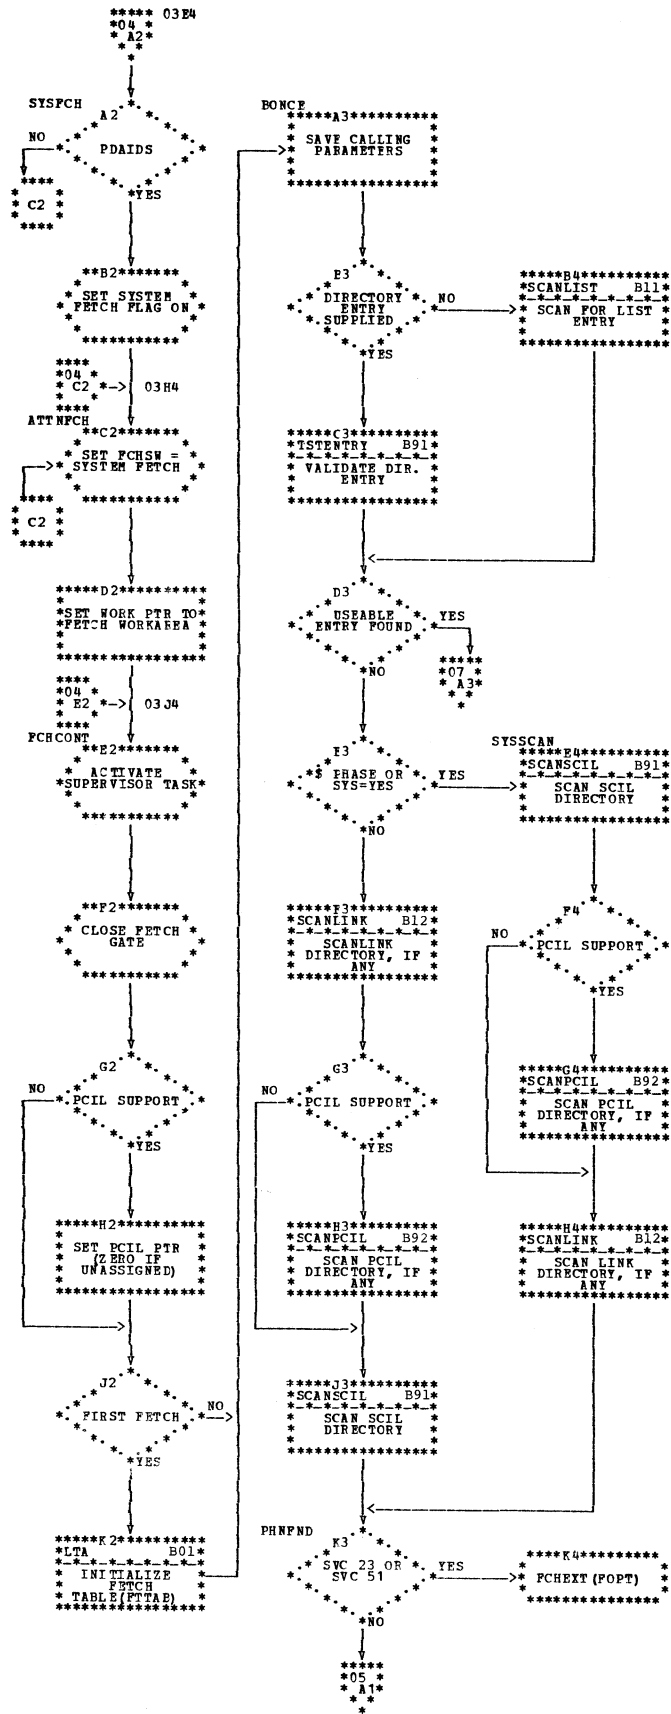 03E4
*04 *
A2
SYSFCH
A2
NO
PDAIDS
C2
*YES
**B2*******
SET SYSTEM
FETCH FLAG ON
*04 *
C2 *-> 03H4
ATTNFCH
**C2*******
SET FCHSW =
SYSTEM FETCH
C2
*****D2**********
*SET WORK PTR TO*
*FETCH WORKAREA *
*04 *
E2 *-> 03J4
FCHCONT
**E2*******
ACTIVATE
*SUPERVISOR TASK*
**F2*******
CLOSE FETCH
GATE
G2
NO
PCIL SUPPORT
*YES
*****H2**********
SET PCIL PTR
(ZERO IF
UNASSIGNED)
J2
FIRST FETCH
NO
*YES
*****K2**********
*LTA B01*
*-*-*-*-*-*-*-*-*
INITIALIZE
FETCH
TABLE(FTTAB)
BONCE
*****A3**********
SAVE CALLING
PARAMETERS
B3
DIRECTORY
ENTRY
SUPPLIED
NO
*YES
*****B4**********
*SCANLIST B11*
*-*-*-*-*-*-*-*-*
SCAN FOR LIST
ENTRY
*****C3**********
*TSTENTRY B91*
*-*-*-*-*-*-*-*-*
VALIDATE DIR.
ENTRY
D3
USEABLE
ENTRY FOUND
YES
*07 *
A3*
*NO
E3
$ PHASE OR
SYS=YES
YES
*NO
SYSSCAN
*****E4**********
*SCANSCIL B91*
*-*-*-*-*-*-*-*-*
SCAN SCIL
DIRECTORY
*****F3**********
*SCANLINK B12*
*-*-*-*-*-*-*-*-*
SCANLINK
DIRECTORY, IF
ANY
F4
NO
PCIL SUPPORT
*YES
G3
NO
PCIL SUPPORT
*YES
*****G4**********
*SCANPCIL B92*
*-*-*-*-*-*-*-*-*
SCAN PCIL
DIRECTORY, IF
ANY
*****H3**********
*SCANPCIL B92*
*-*-*-*-*-*-*-*-*
SCAN PCIL
DIRECTORY, IF
ANY
*****H4**********
*SCANLINK B12*
*-*-*-*-*-*-*-*-*
SCAN LINK
DIRECTORY, IF
ANY
*****J3**********
*SCANSCIL B91*
*-*-*-*-*-*-*-*-*
SCAN SCIL
DIRECTORY
PHNFND
K3
SVC 23 OR
SVC 51
YES
*NO
****K4*********
FCHEXT(FOPT)
*05 *
A1*